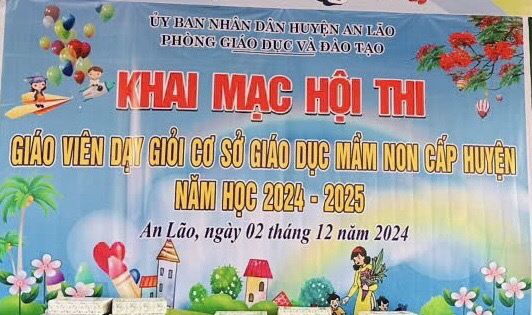 ỦY BAN NHÂN DÂN HUYỆN AN LÃO
PHÒNG GIÁO DỤC VÀ ĐÀO TẠO
KHAI MẠC HỘI THI
GIÁO VIÊN DẠY GIỎI CƠ SỞ GIÁO DỤC MẦM NON CẤP HUYỆN
NĂM HỌC 2024 - 2025
An Lão, ngày 02 tháng 12 năm 2024